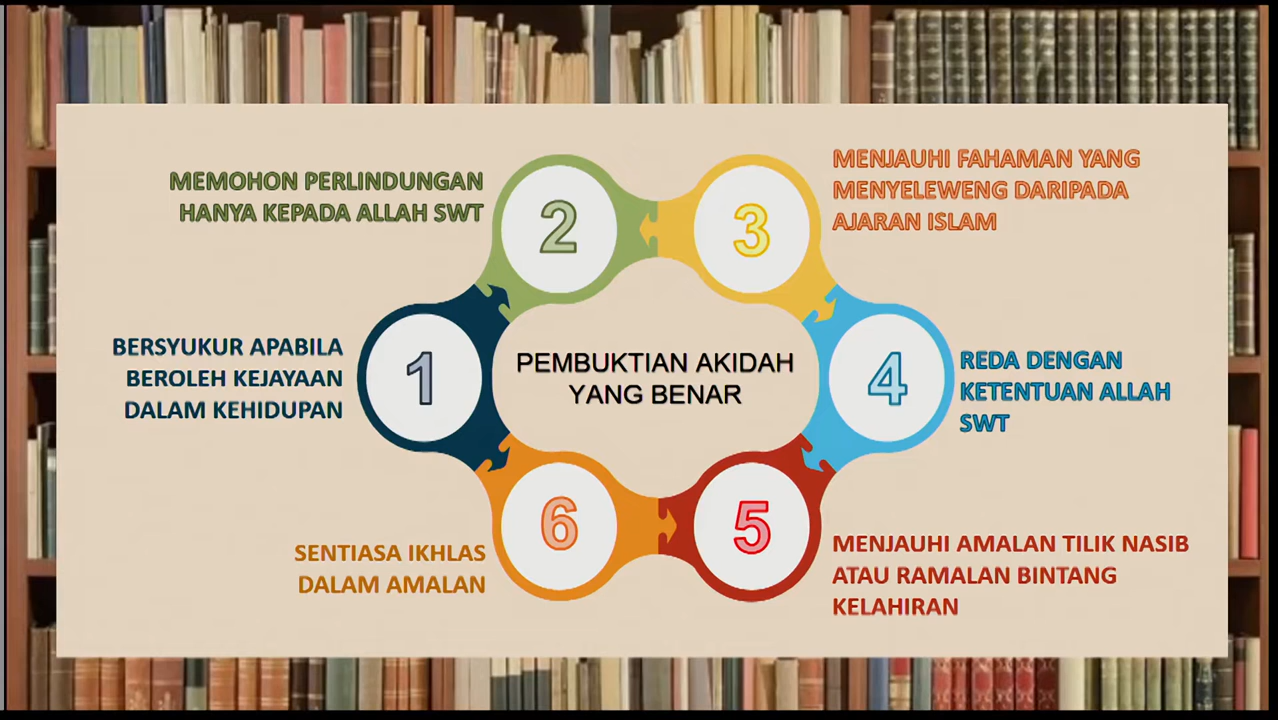 PEMBUKTIAN AKIDAH
YANG BENAR
1
BERSYUKUR APABILA
BEROLEH KEJAYAAN
DALAM KEHIDUPAN
2
MEMOHON PERLINDUNGAN
HANYA KEPADA ALLAH SWT
3
MENJAUHI FAHAMAN YANG
MENYELEWENG DARIPADA
AJARAN ISLAM
4
REDA DENGAN
KETENTUAN ALLAH
SWT
5
MENJAUHI AMALAN TILIK NASIB
ATAU RAMALAN BINTANG
KELAHIRAN
6
SENTIASA IKHLAS
DALAM AMALAN